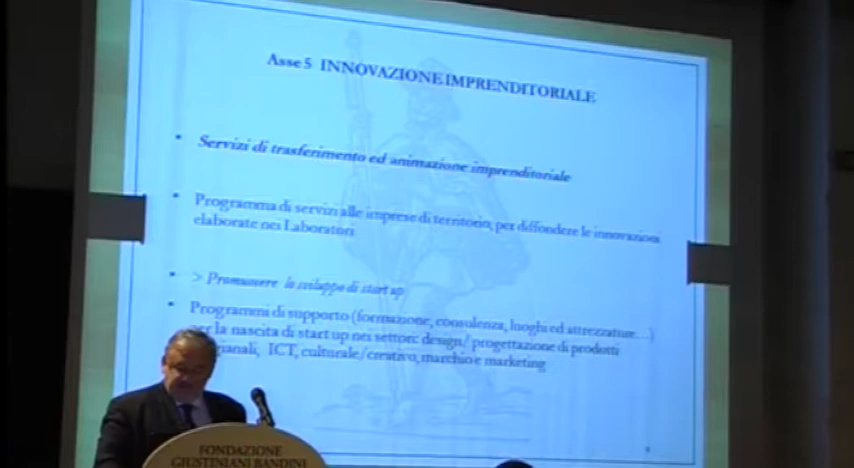 Asse 5 INNOVAZIONE IMPRENDITORIALE
• Servizi di trasferimento ed animazione imprenditoriale
• Programma di servizi alle imprese di territorio, per diffondere le innovazioni
elaborate nei Laboratori
• > Promuovere lo sviluppo di start up
• Programmi di supporto (formazione, consulenza, luoghi ed attrezzature...)
per la nascita di start up nei settori: design/ progettazione di prodotti
ICT, culturale/creativo, marchio e marketing
FONDAZIONE
GIUSTINIANI BANDINI